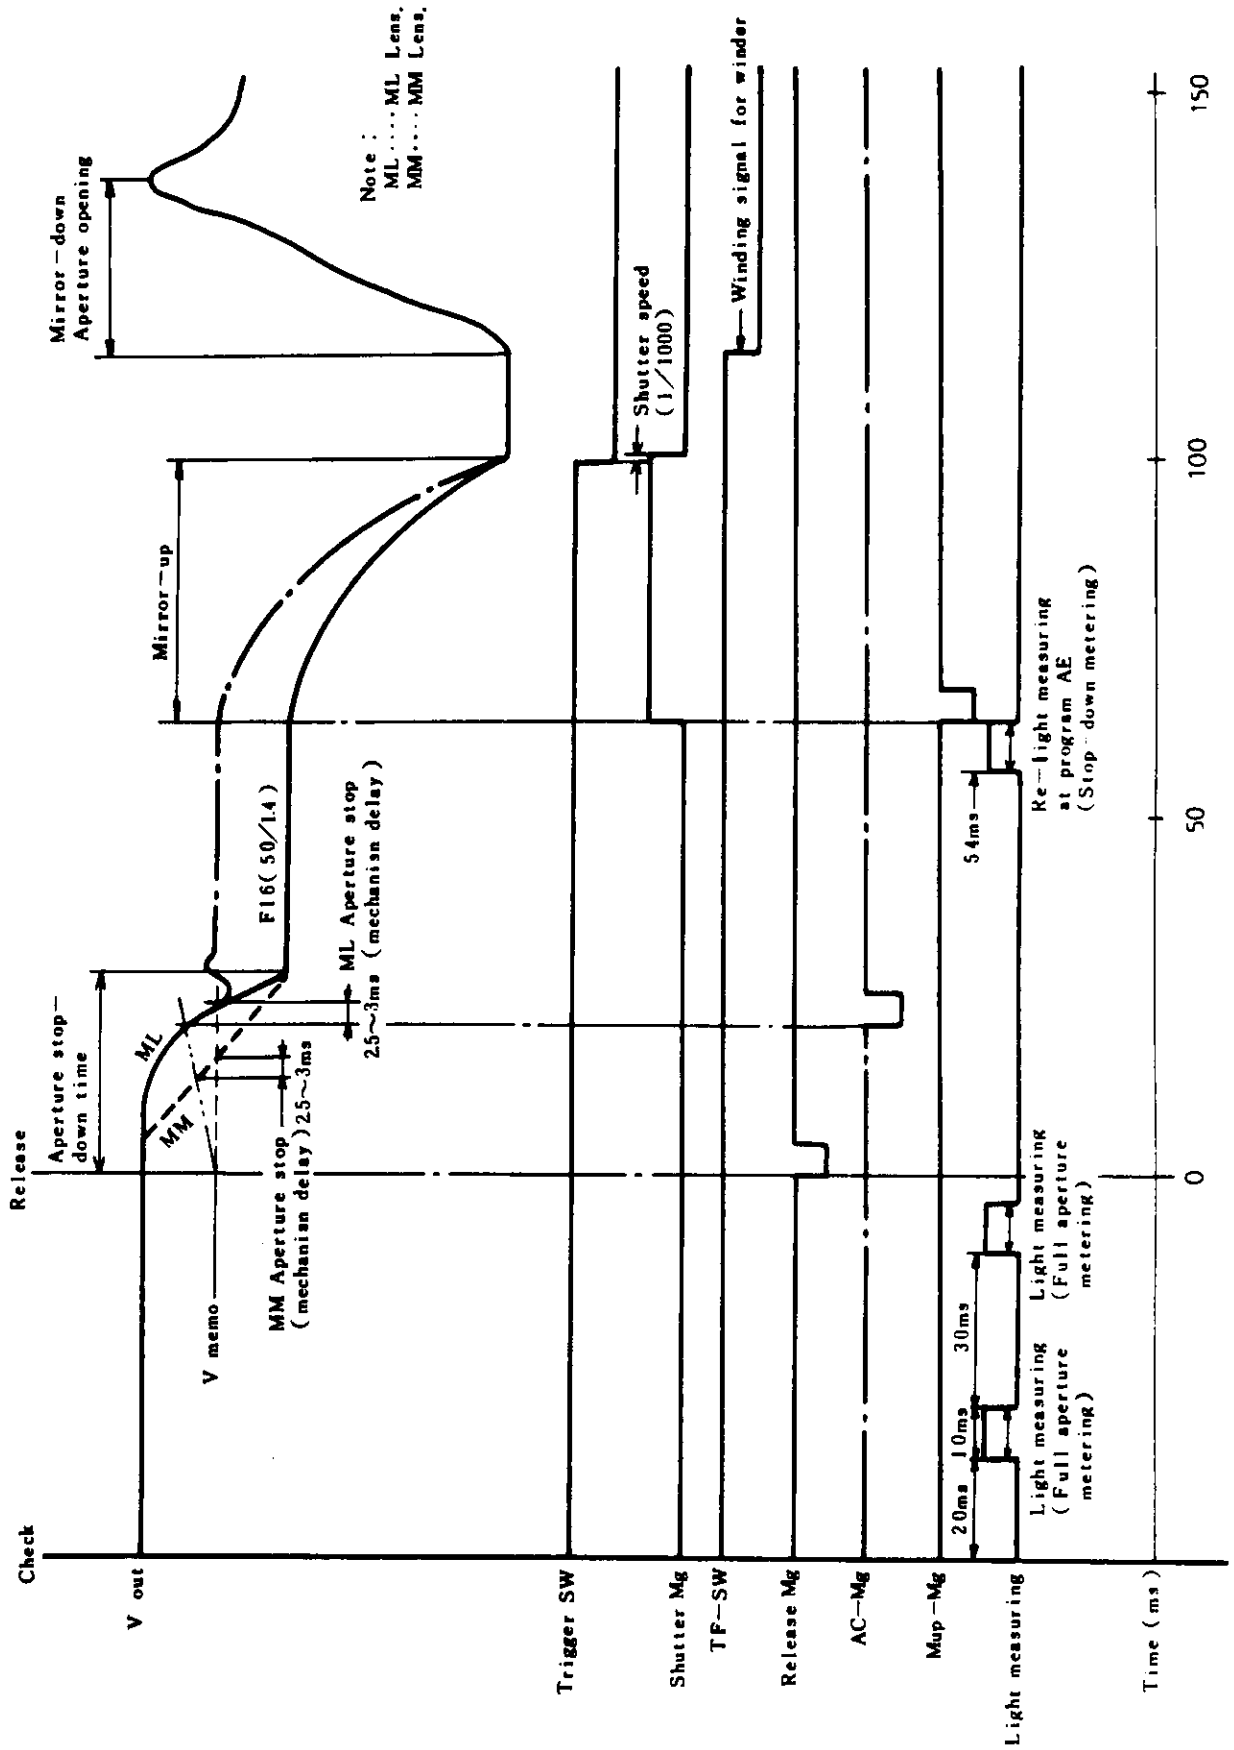 Check
Release
V out
V memo
Aperture stop-
down time
ML
MM
MM Aperture stop
(mechanism delay) 2.5~3ms
ML Aperture stop
2.5~3ms (mechanism delay)
F16(50/1.4)
Mirror-up
Mirror-down
Aperture opening
Note :
ML ····ML Lens.
MM ····MM Lens.
Trigger SW
Shutter Mg
Shutter speed
(1/1000)
TF-SW
Winding signal for winder
Release Mg
AC-Mg
Mup-Mg
Light measuring
20ms
10ms
30ms
54ms
Light measuring
(Full aperture
metering)
Light measuring
(Full aperture
metering)
Re-light measuring
at program AE
(Stop-down metering)
Time (ms)
0
50
100
150